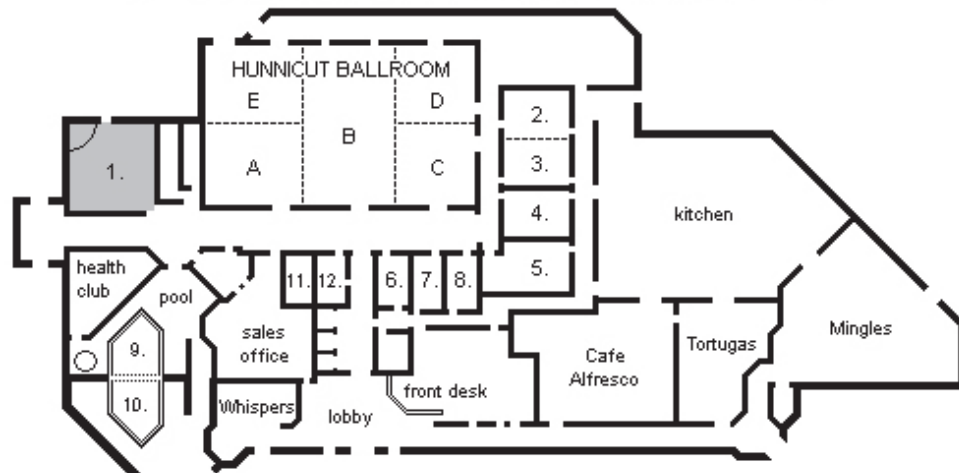 HUNNICUT BALLROOM
E
D
B
A
C
1.
2.
3.
4.
5.
kitchen
health
club
pool
11.
12.
6.
7.
8.
sales
office
9.
10.
Whispers
lobby
front desk
Cafe
Alfresco
Tortugas
Mingles